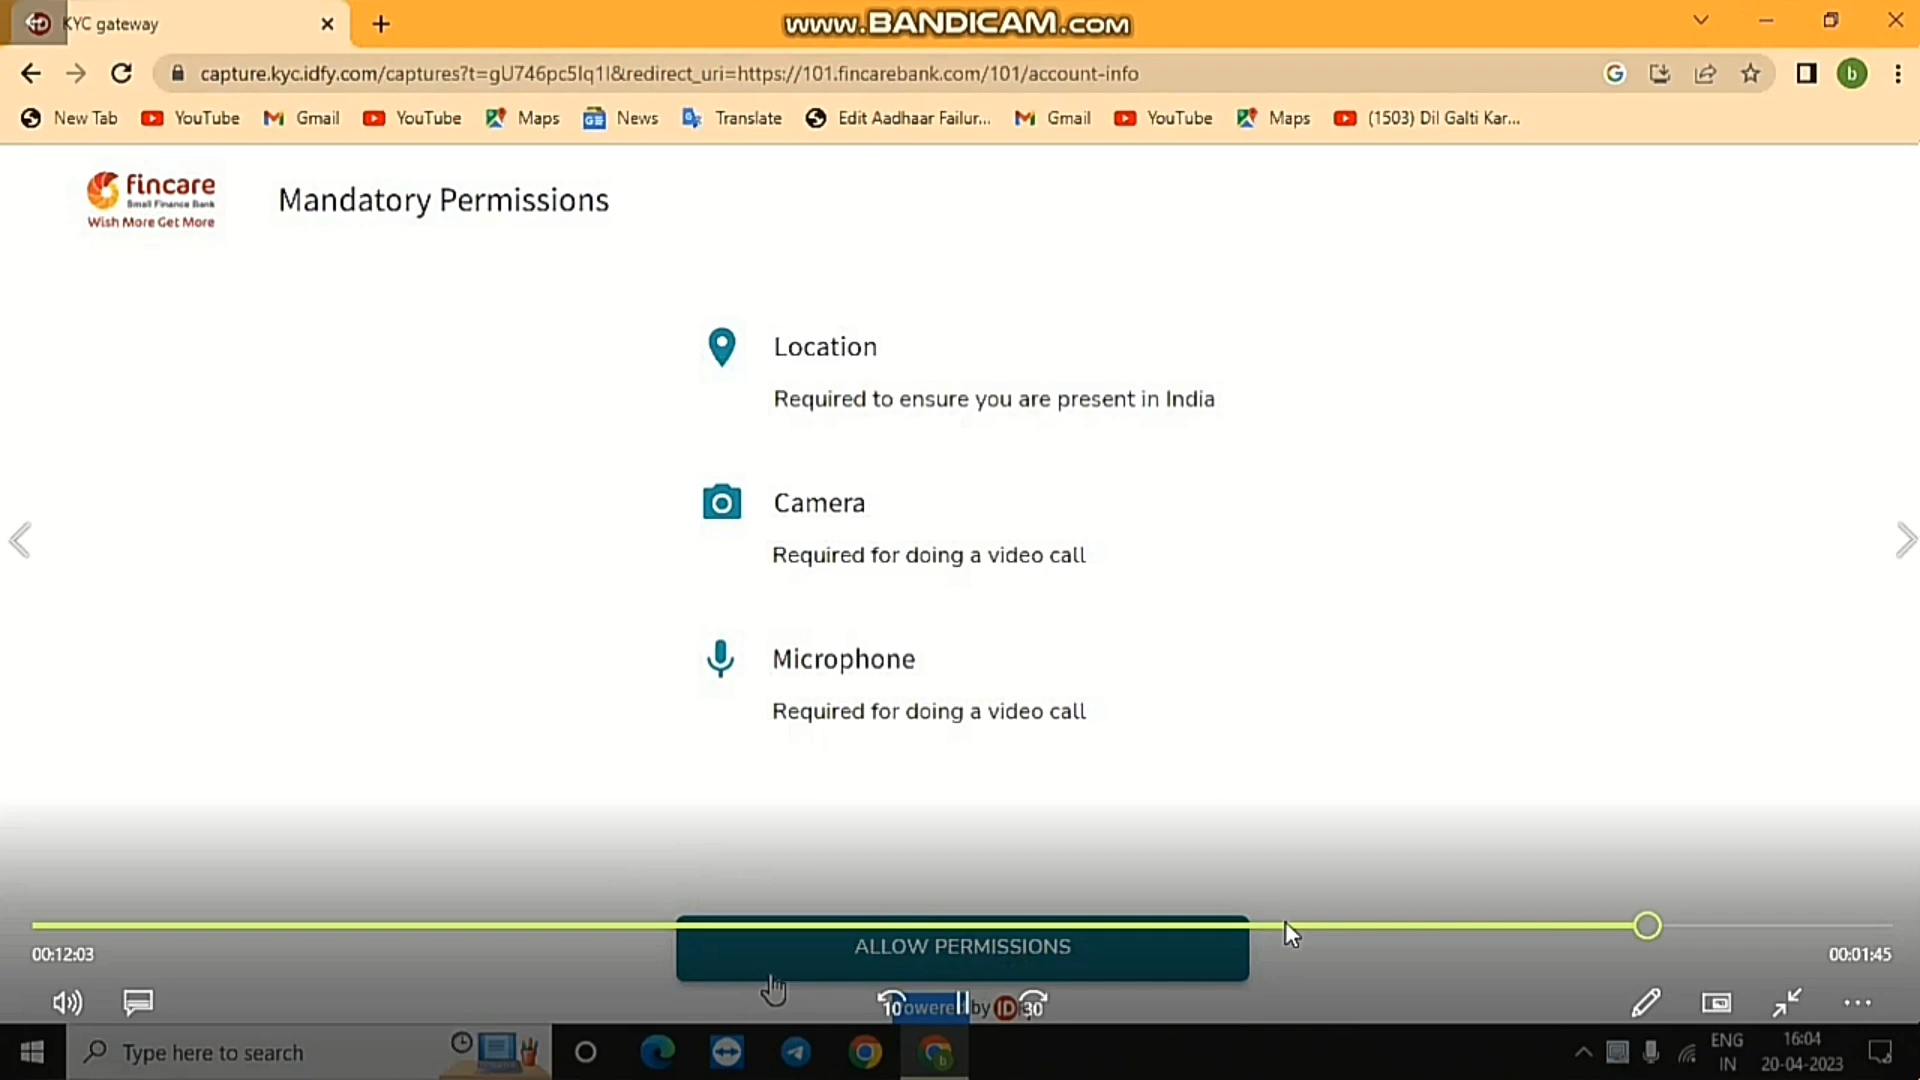 KYC gateway
www.BANDICAM.com
capture.kyc.idfy.com/captures?t=gU746pc5Iq1I&redirect_uri=https://101.fincarebank.com/101/account-info
G
b
New Tab YouTube Gmail YouTube Maps News Translate Edit Aadhaar Failur... Gmail YouTube Maps (1503) Dil Galti Kar...
fincare
Small Finance Bank
Wish More Get More
Mandatory Permissions
Location
Required to ensure you are present in India
Camera
Required for doing a video call
Microphone
Required for doing a video call
ALLOW PERMISSIONS
00:12:03
00:01:45
10 owered by ID 30
Type here to search
ENG
IN
16:04
20-04-2023